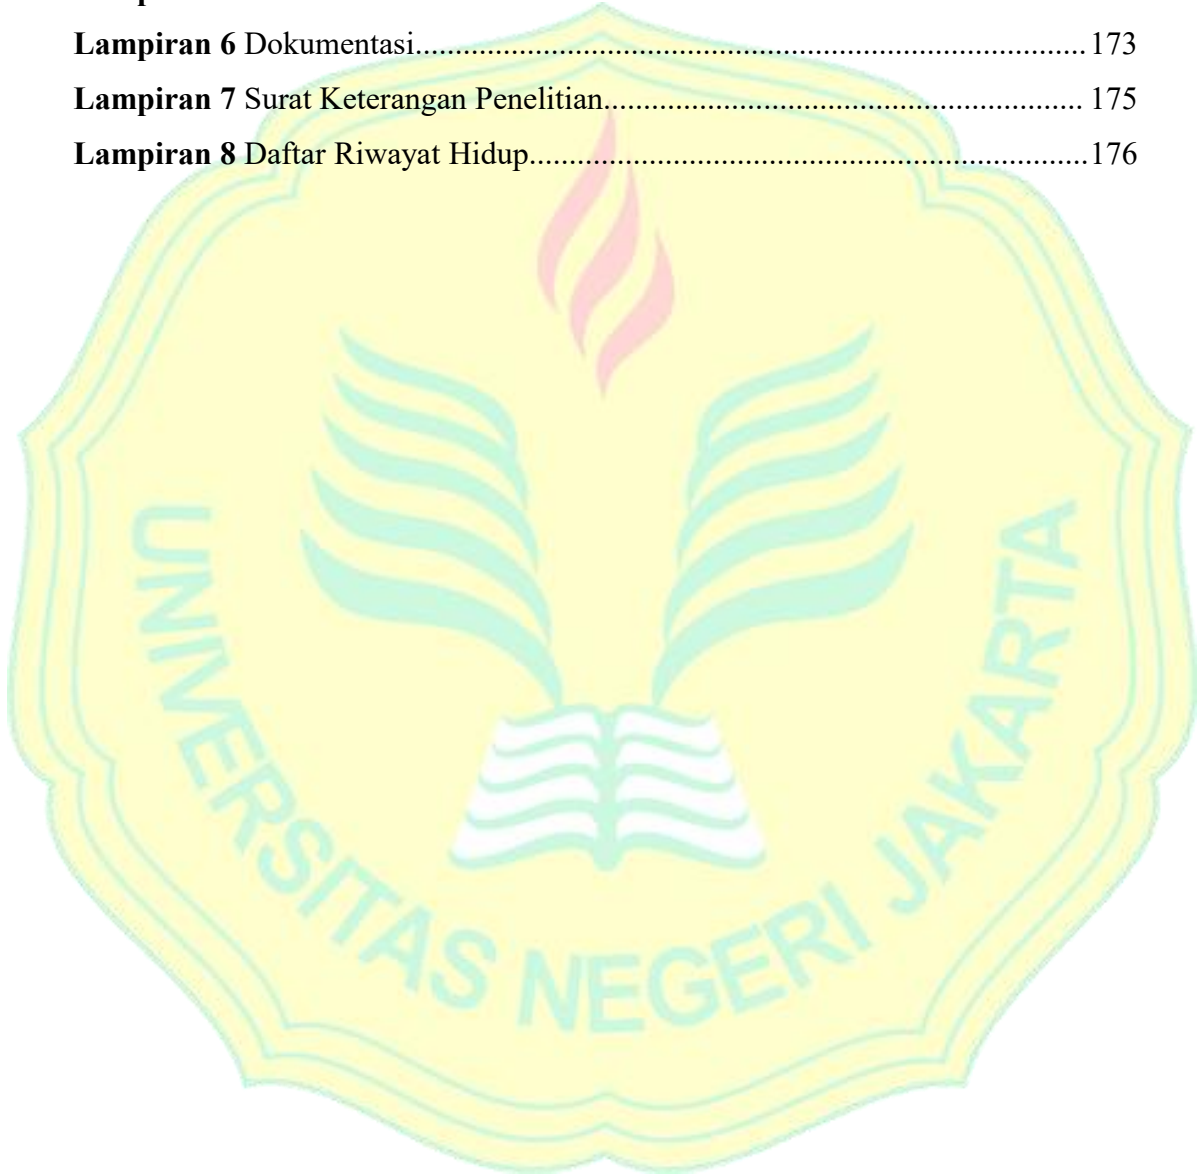 Lampiran 6 Dokumentasi.................................................................................... 173
Lampiran 7 Surat Keterangan Penelitian............................................................ 175
Lampiran 8 Daftar Riwayat Hidup......................................................................176
UNIVERSITAS NEGERI JAKARTA